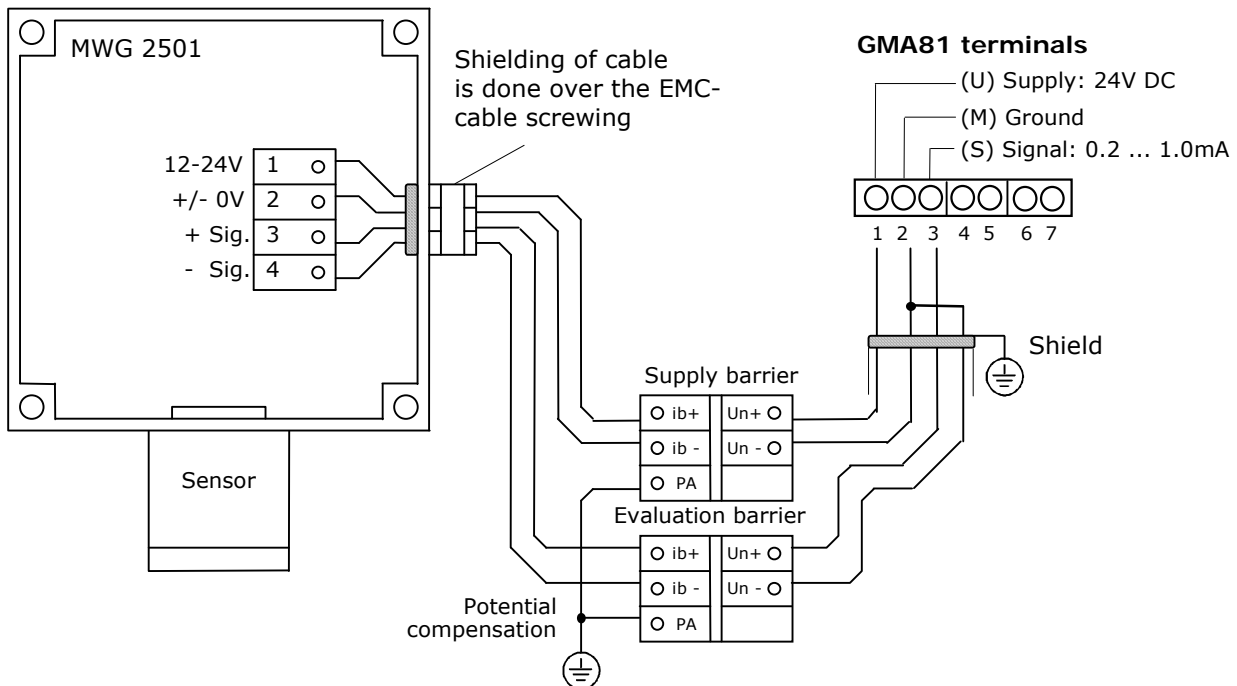 MWG 2501
12-24V 1
+/- 0V 2
+ Sig. 3
- Sig. 4
Sensor
Shielding of cable
is done over the EMC-
cable screwing
GMA81 terminals
(U) Supply: 24V DC
(M) Ground
(S) Signal: 0.2 ... 1.0mA
1 2 3 4 5 6 7
Shield
Supply barrier
ib+ Un+
ib - Un -
PA
Evaluation barrier
ib+ Un+
ib - Un -
PA
Potential
compensation